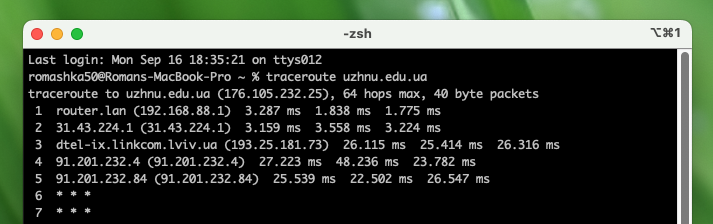 -zsh
⌥⌘1
Last login: Mon Sep 16 18:35:21 on ttys012
romashka50@Romans-MacBook-Pro ~ % traceroute uzhnu.edu.ua
traceroute to uzhnu.edu.ua (176.105.232.25), 64 hops max, 40 byte packets
 1  router.lan (192.168.88.1)  3.287 ms  1.838 ms  1.775 ms
 2  31.43.224.1 (31.43.224.1)  3.159 ms  3.558 ms  3.224 ms
 3  dtel-ix.linkcom.lviv.ua (193.25.181.73)  26.115 ms  25.414 ms  26.316 ms
 4  91.201.232.4 (91.201.232.4)  27.223 ms  48.236 ms  23.782 ms
 5  91.201.232.84 (91.201.232.84)  25.539 ms  22.502 ms  26.547 ms
 6  * * *
 7  * * *